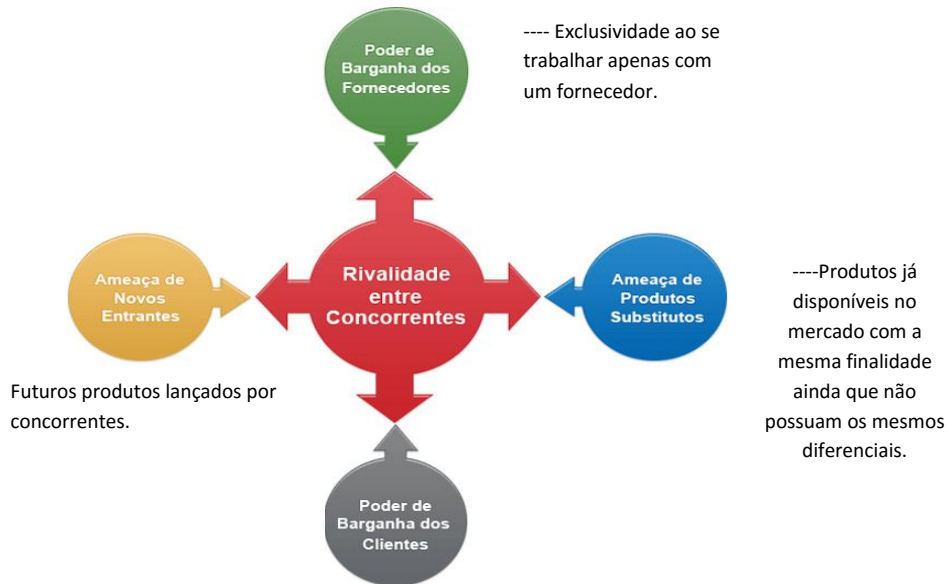 Poder de
Barganha dos
Fornecedores
---- Exclusividade ao se
trabalhar apenas com
um fornecedor.
Ameaça de
Novos
Entrantes
Rivalidade
entre
Concorrentes
Ameaça de
Produtos
Substitutos
----Produtos já
disponíveis no
mercado com a
mesma finalidade
ainda que não
possuam os mesmos
diferenciais.
Futuros produtos lançados por
concorrentes.
Poder de
Barganha dos
Clientes